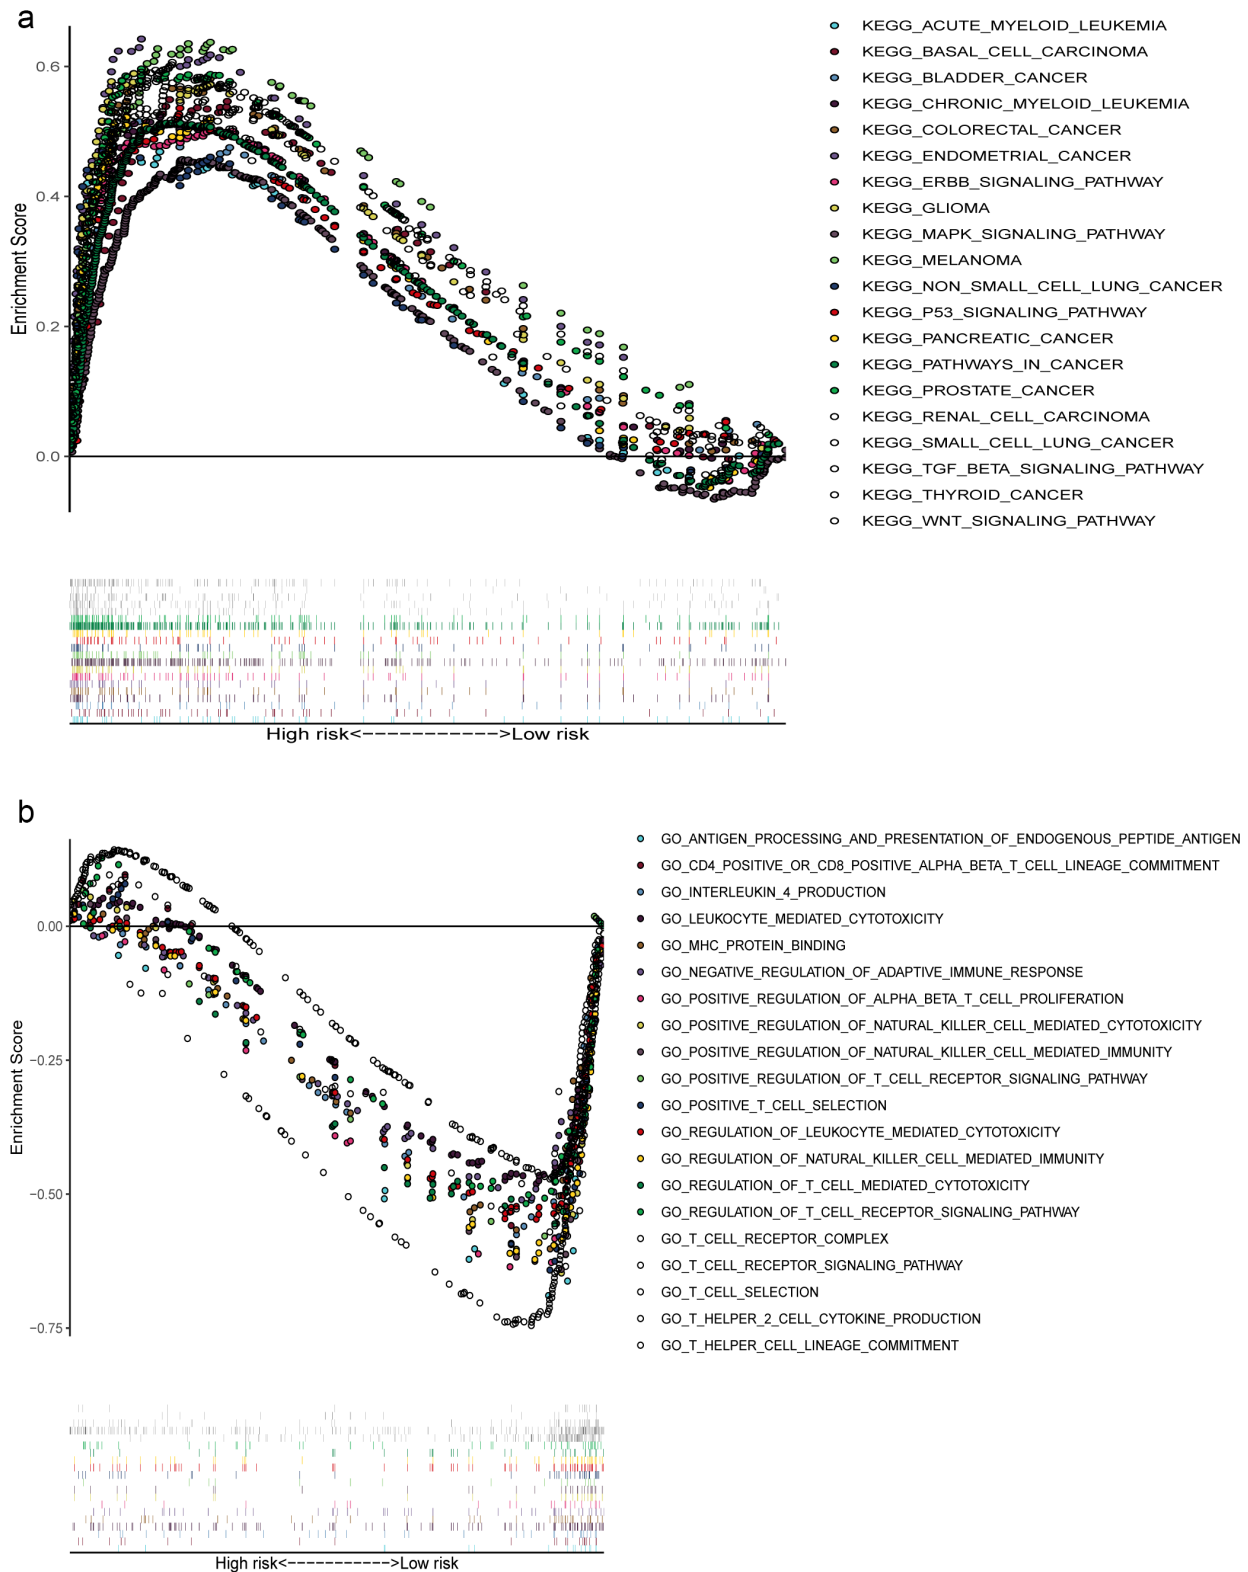 a
Enrichment Score
0.6
0.4
0.2
0.0
KEGG_ACUTE_MYELOID_LEUKEMIA
KEGG_BASAL_CELL_CARCINOMA
KEGG_BLADDER_CANCER
KEGG_CHRONIC_MYELOID_LEUKEMIA
KEGG_COLORECTAL_CANCER
KEGG_ENDOMETRIAL_CANCER
KEGG_ERBB_SIGNALING_PATHWAY
KEGG_GLIOMA
KEGG_MAPK_SIGNALING_PATHWAY
KEGG_MELANOMA
KEGG_NON_SMALL_CELL_LUNG_CANCER
KEGG_P53_SIGNALING_PATHWAY
KEGG_PANCREATIC_CANCER
KEGG_PATHWAYS_IN_CANCER
KEGG_PROSTATE_CANCER
KEGG_RENAL_CELL_CARCINOMA
KEGG_SMALL_CELL_LUNG_CANCER
KEGG_TGF_BETA_SIGNALING_PATHWAY
KEGG_THYROID_CANCER
KEGG_WNT_SIGNALING_PATHWAY
High risk<----------->Low risk
b
Enrichment Score
0.00
−0.25
−0.50
−0.75
GO_ANTIGEN_PROCESSING_AND_PRESENTATION_OF_ENDOGENOUS_PEPTIDE_ANTIGEN
GO_CD4_POSITIVE_OR_CD8_POSITIVE_ALPHA_BETA_T_CELL_LINEAGE_COMMITMENT
GO_INTERLEUKIN_4_PRODUCTION
GO_LEUKOCYTE_MEDIATED_CYTOTOXICITY
GO_MHC_PROTEIN_BINDING
GO_NEGATIVE_REGULATION_OF_ADAPTIVE_IMMUNE_RESPONSE
GO_POSITIVE_REGULATION_OF_ALPHA_BETA_T_CELL_PROLIFERATION
GO_POSITIVE_REGULATION_OF_NATURAL_KILLER_CELL_MEDIATED_CYTOTOXICITY
GO_POSITIVE_REGULATION_OF_NATURAL_KILLER_CELL_MEDIATED_IMMUNITY
GO_POSITIVE_REGULATION_OF_T_CELL_RECEPTOR_SIGNALING_PATHWAY
GO_POSITIVE_T_CELL_SELECTION
GO_REGULATION_OF_LEUKOCYTE_MEDIATED_CYTOTOXICITY
GO_REGULATION_OF_NATURAL_KILLER_CELL_MEDIATED_IMMUNITY
GO_REGULATION_OF_T_CELL_MEDIATED_CYTOTOXICITY
GO_REGULATION_OF_T_CELL_RECEPTOR_SIGNALING_PATHWAY
GO_T_CELL_RECEPTOR_COMPLEX
GO_T_CELL_RECEPTOR_SIGNALING_PATHWAY
GO_T_CELL_SELECTION
GO_T_HELPER_2_CELL_CYTOKINE_PRODUCTION
GO_T_HELPER_CELL_LINEAGE_COMMITMENT
High risk<----------->Low risk